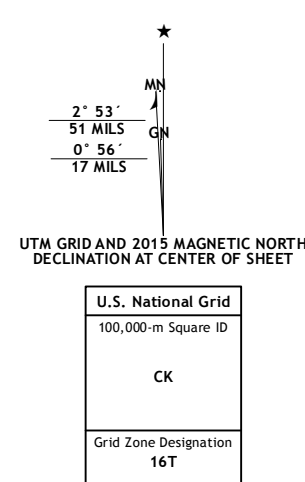 MN
2° 53´
51 MILS
GN
0° 56´
17 MILS
UTM GRID AND 2015 MAGNETIC NORTH
DECLINATION AT CENTER OF SHEET
U.S. National Grid
100,000-m Square ID
CK
Grid Zone Designation
16T